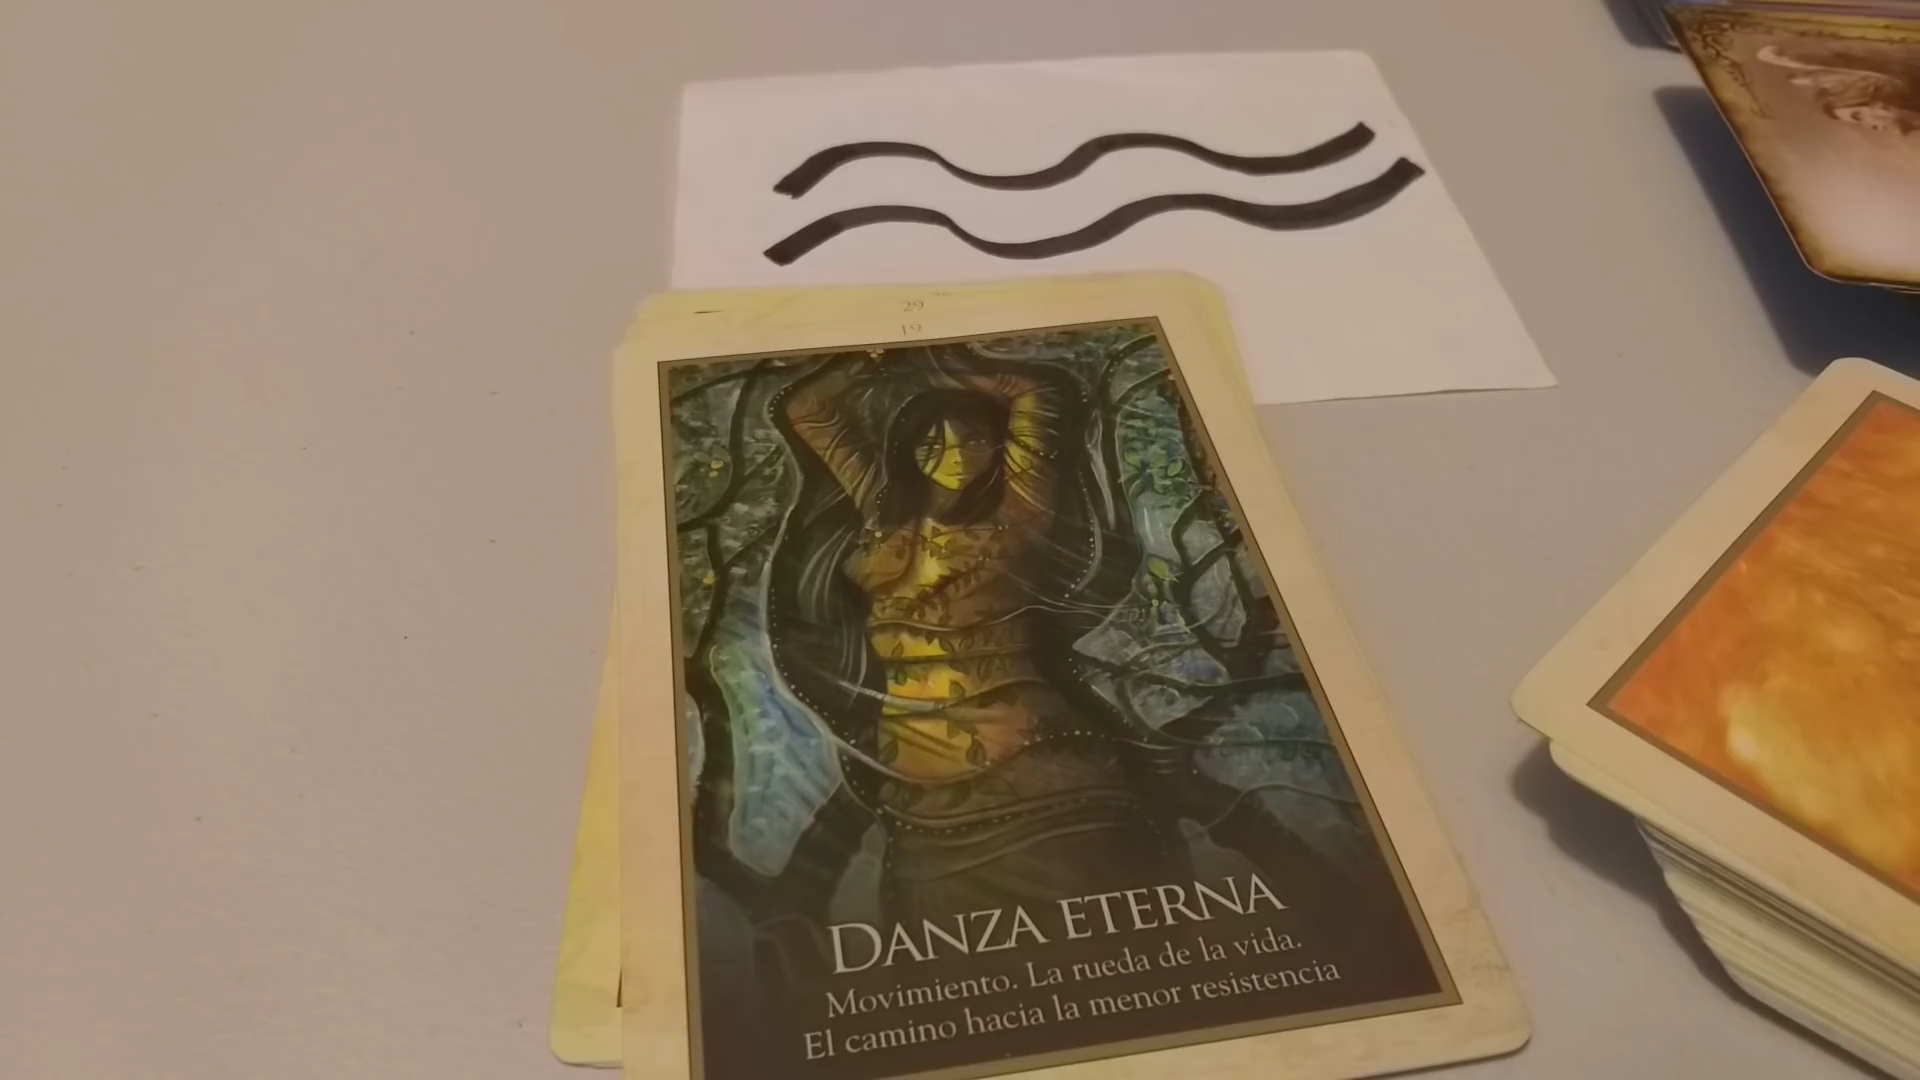 29
19
DANZA ETERNA
Movimiento. La rueda de la vida.
El camino hacia la menor resistencia